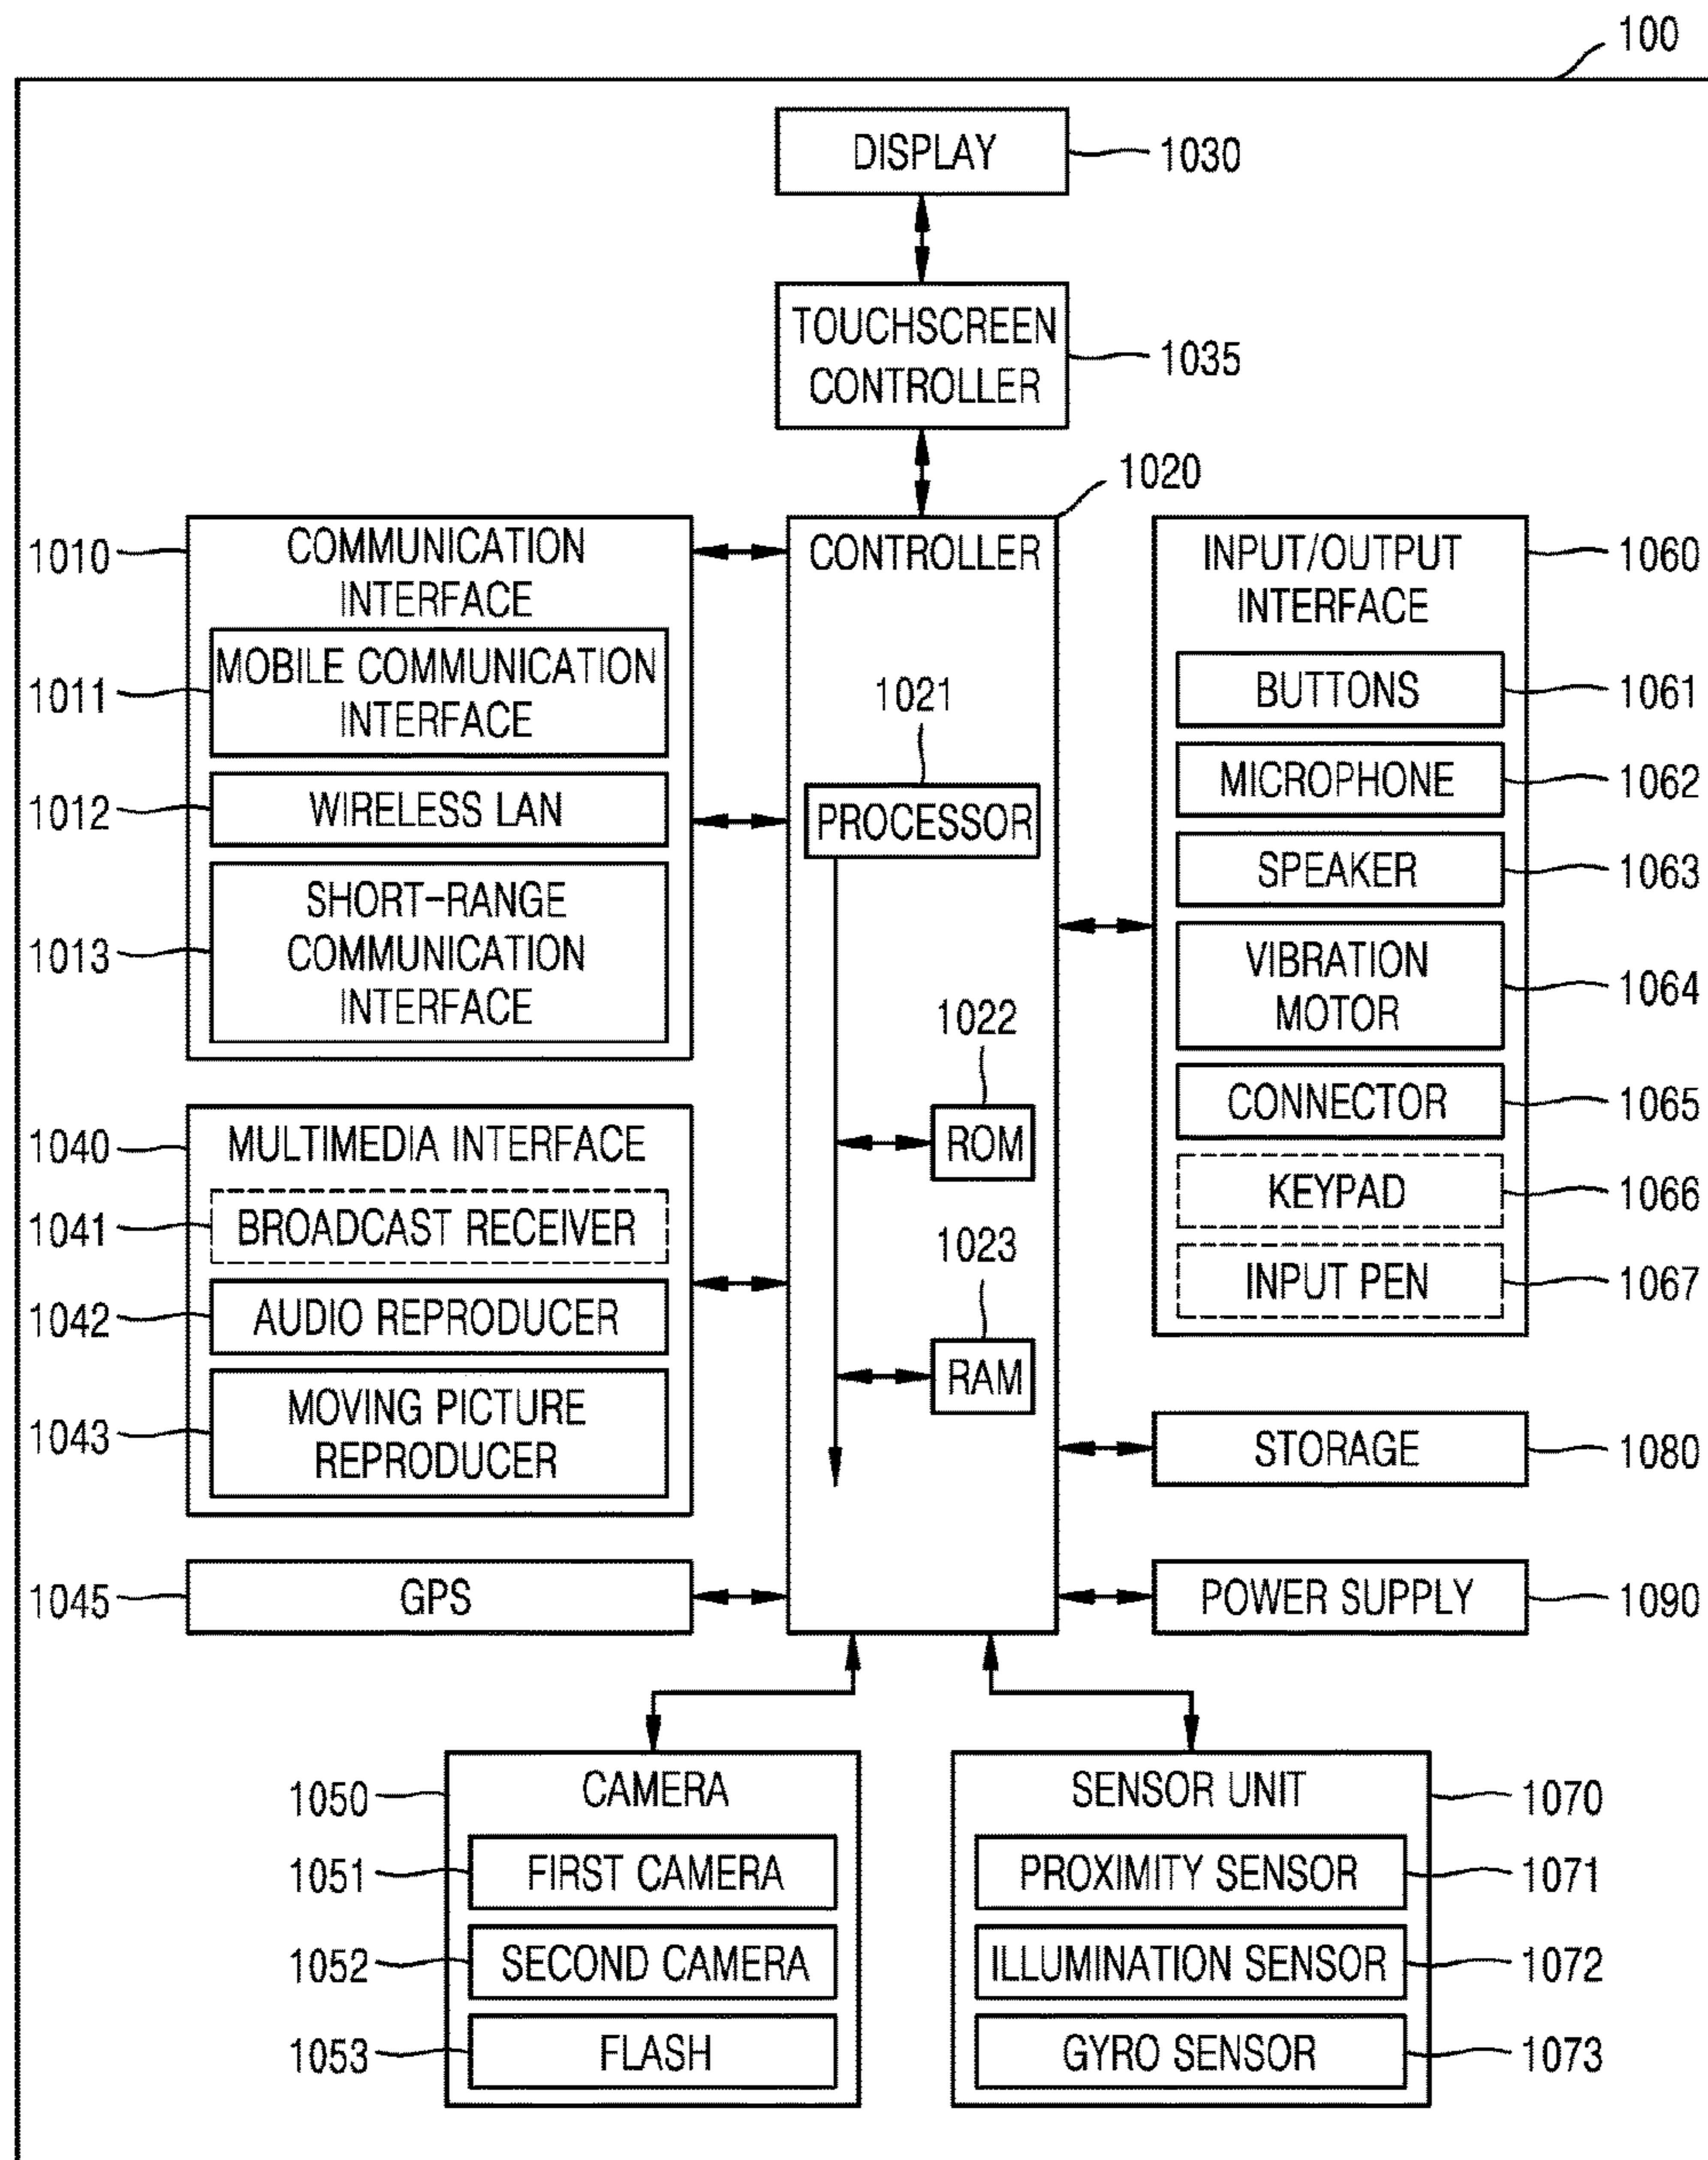 100
DISPLAY
1030
TOUCHSCREEN
CONTROLLER
1035
1020
1010
COMMUNICATION
INTERFACE
1011
MOBILE COMMUNICATION
INTERFACE
1012
WIRELESS LAN
1013
SHORT-RANGE
COMMUNICATION
INTERFACE
1040
MULTIMEDIA INTERFACE
1041
BROADCAST RECEIVER
1042
AUDIO REPRODUCER
1043
MOVING PICTURE
REPRODUCER
1045
GPS
CONTROLLER
1021
PROCESSOR
1022
ROM
1023
RAM
INPUT/OUTPUT
INTERFACE
1060
BUTTONS
1061
MICROPHONE
1062
SPEAKER
1063
VIBRATION
MOTOR
1064
CONNECTOR
1065
KEYPAD
1066
INPUT PEN
1067
STORAGE
1080
POWER SUPPLY
1090
1050
CAMERA
1051
FIRST CAMERA
1052
SECOND CAMERA
1053
FLASH
SENSOR UNIT
1070
PROXIMITY SENSOR
1071
ILLUMINATION SENSOR
1072
GYRO SENSOR
1073